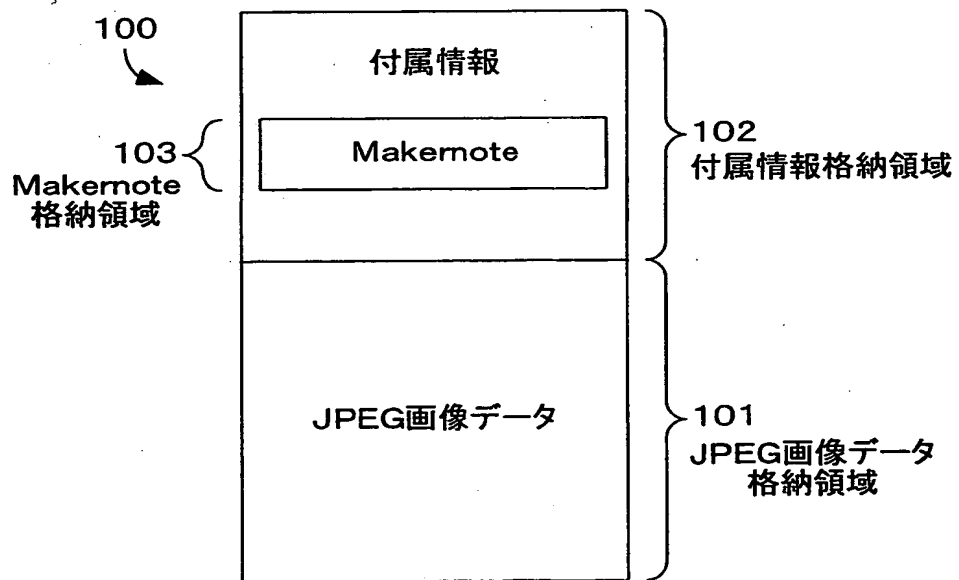 100
付属情報
Makernote
103
Makernote
格納領域
102
付属情報格納領域
JPEG画像データ
101
JPEG画像データ
格納領域